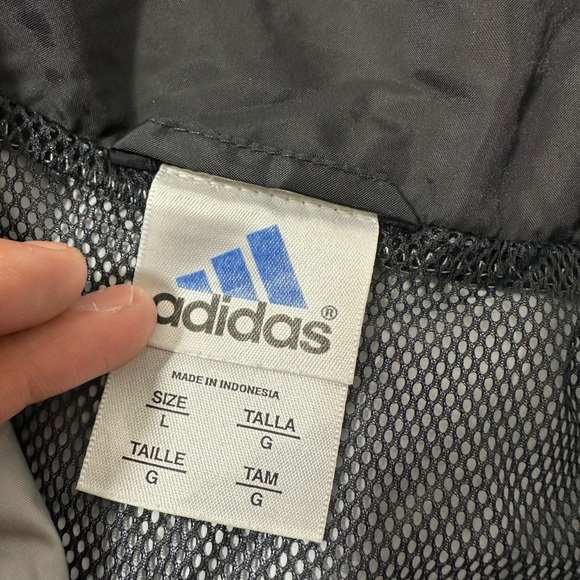 adidas®
MADE IN INDONESIA
SIZE TALLA
L G
TAILLE TAM
G G